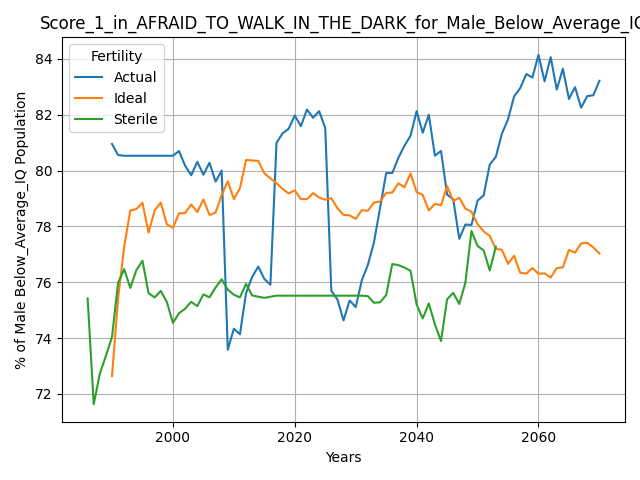 Score_1_in_AFRAID_TO_WALK_IN_THE_DARK_for_Male_Below_Average_IQ
Fertility
Actual
Ideal
Sterile
% of Male Below_Average_IQ Population
84
82
80
78
76
74
72
2000
2020
2040
2060
Years